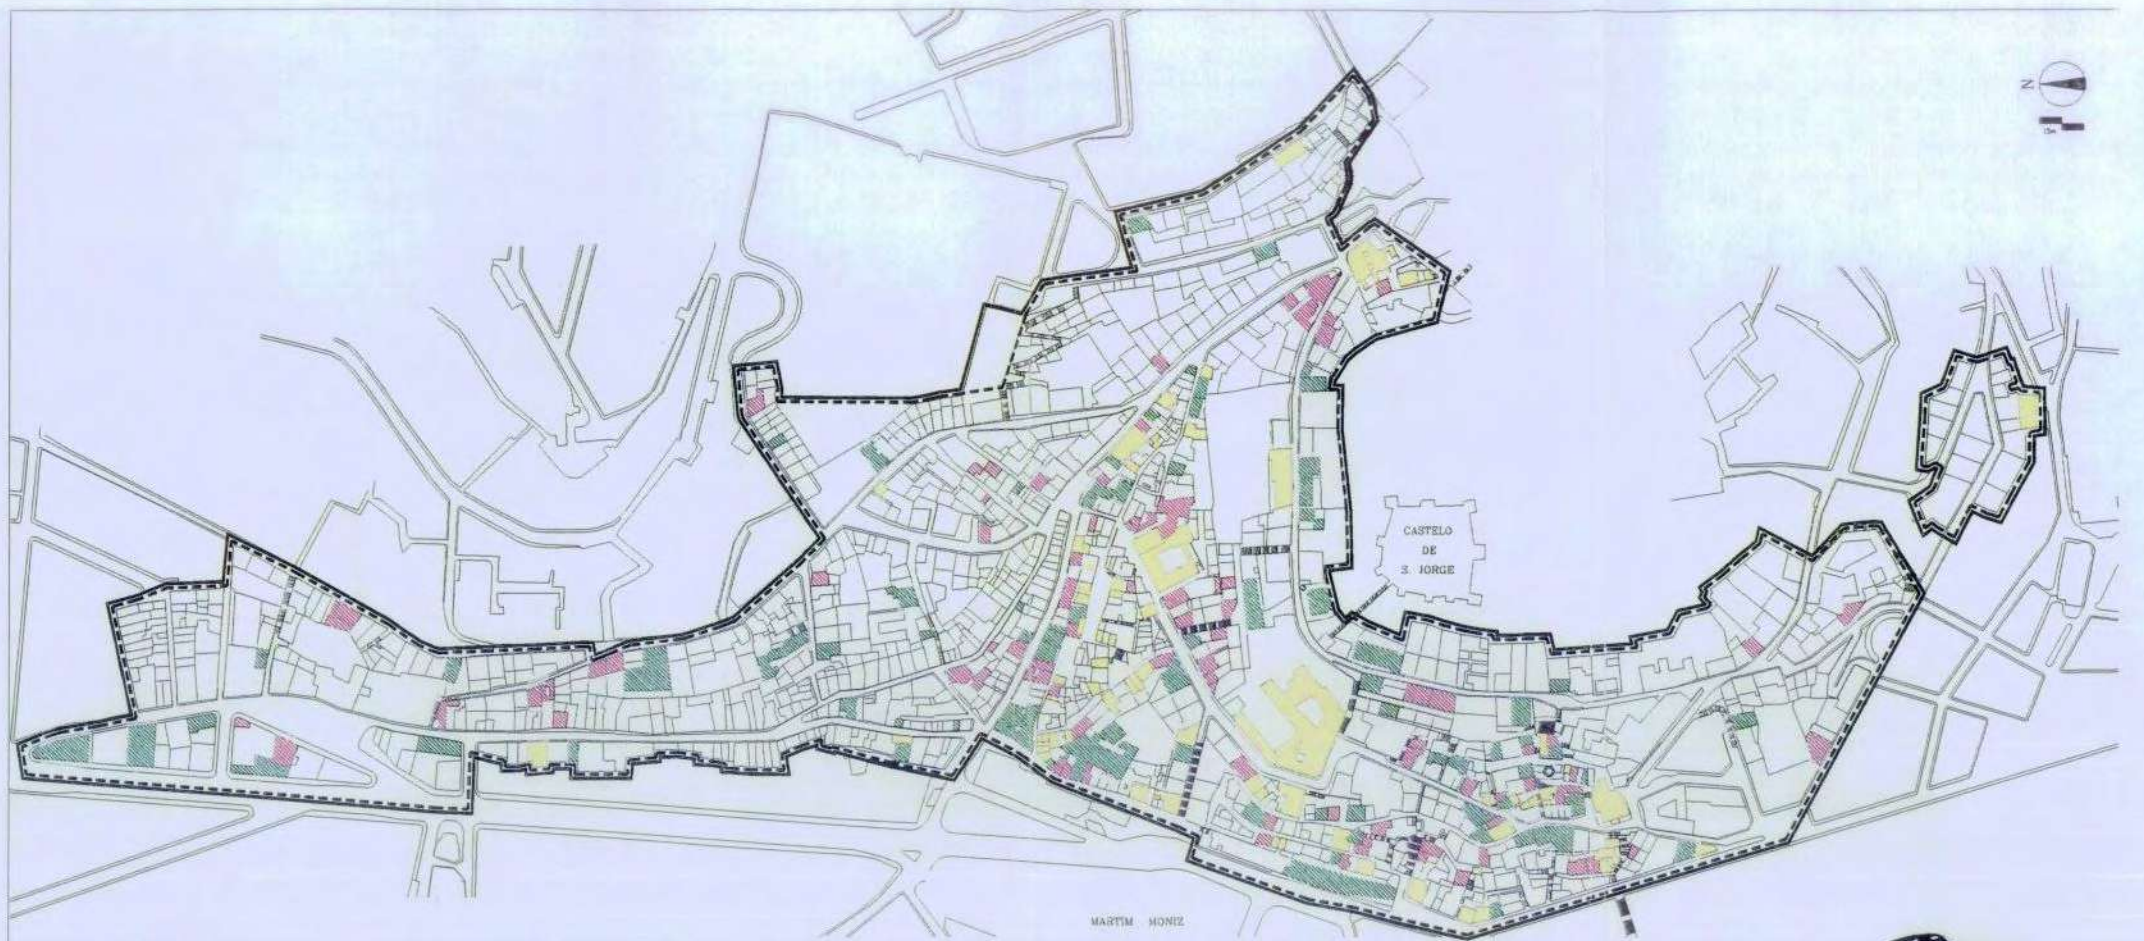 N
CASTELO
DE
S. JORGE
MARTIM MONIZ